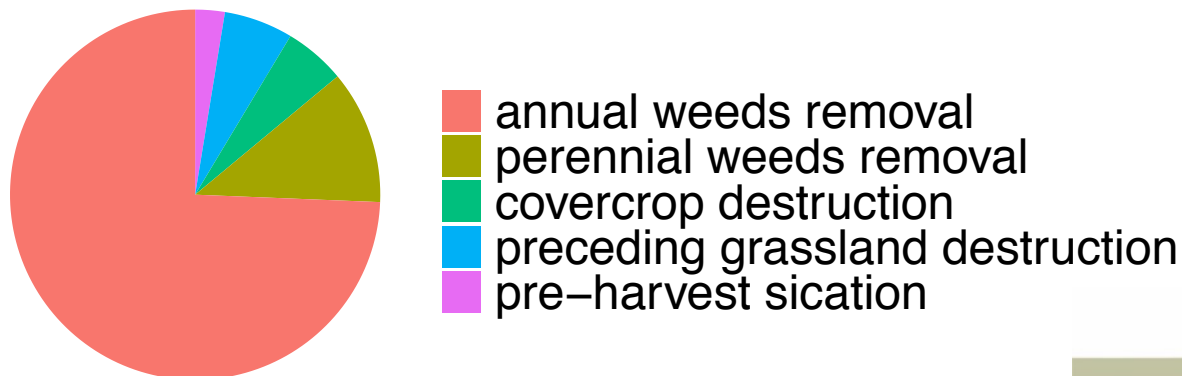 annual weeds removal
perennial weeds removal
covercrop destruction
preceding grassland destruction
pre−harvest sication